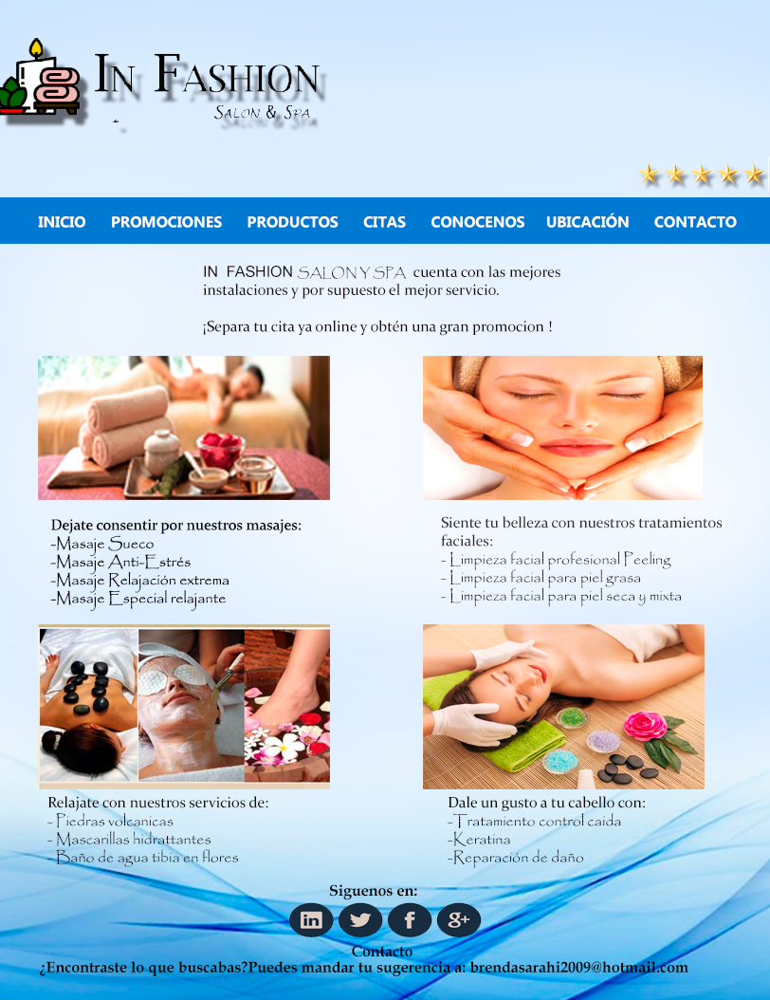 IN FASHION
SALON & SPA
INICIO PROMOCIONES PRODUCTOS CITAS CONOCENOS UBICACIÓN CONTACTO
IN FASHION SALON Y SPA cuenta con las mejores
instalaciones y por supuesto el mejor servicio.
¡Separa tu cita ya online y obtén una gran promocion !
Dejate consentir por nuestros masajes:
-Masaje Sueco
-Masaje Anti-Estrés
-Masaje Relajación extrema
-Masaje Especial relajante
Siente tu belleza con nuestros tratamientos
faciales:
- Limpieza facial profesional Peeling
- Limpieza facial para piel grasa
- Limpieza facial para piel seca y mixta
Relajate con nuestros servicios de:
- Piedras volcanicas
- Mascarillas hidrattantes
- Baño de agua tibia en flores
Dale un gusto a tu cabello con:
-Tratamiento control caida
-Keratina
-Reparación de daño
Siguenos en:
in f g+
Contacto
¿Encontraste lo que buscabas?Puedes mandar tu sugerencia a: brendasarahi2009@hotmail.com